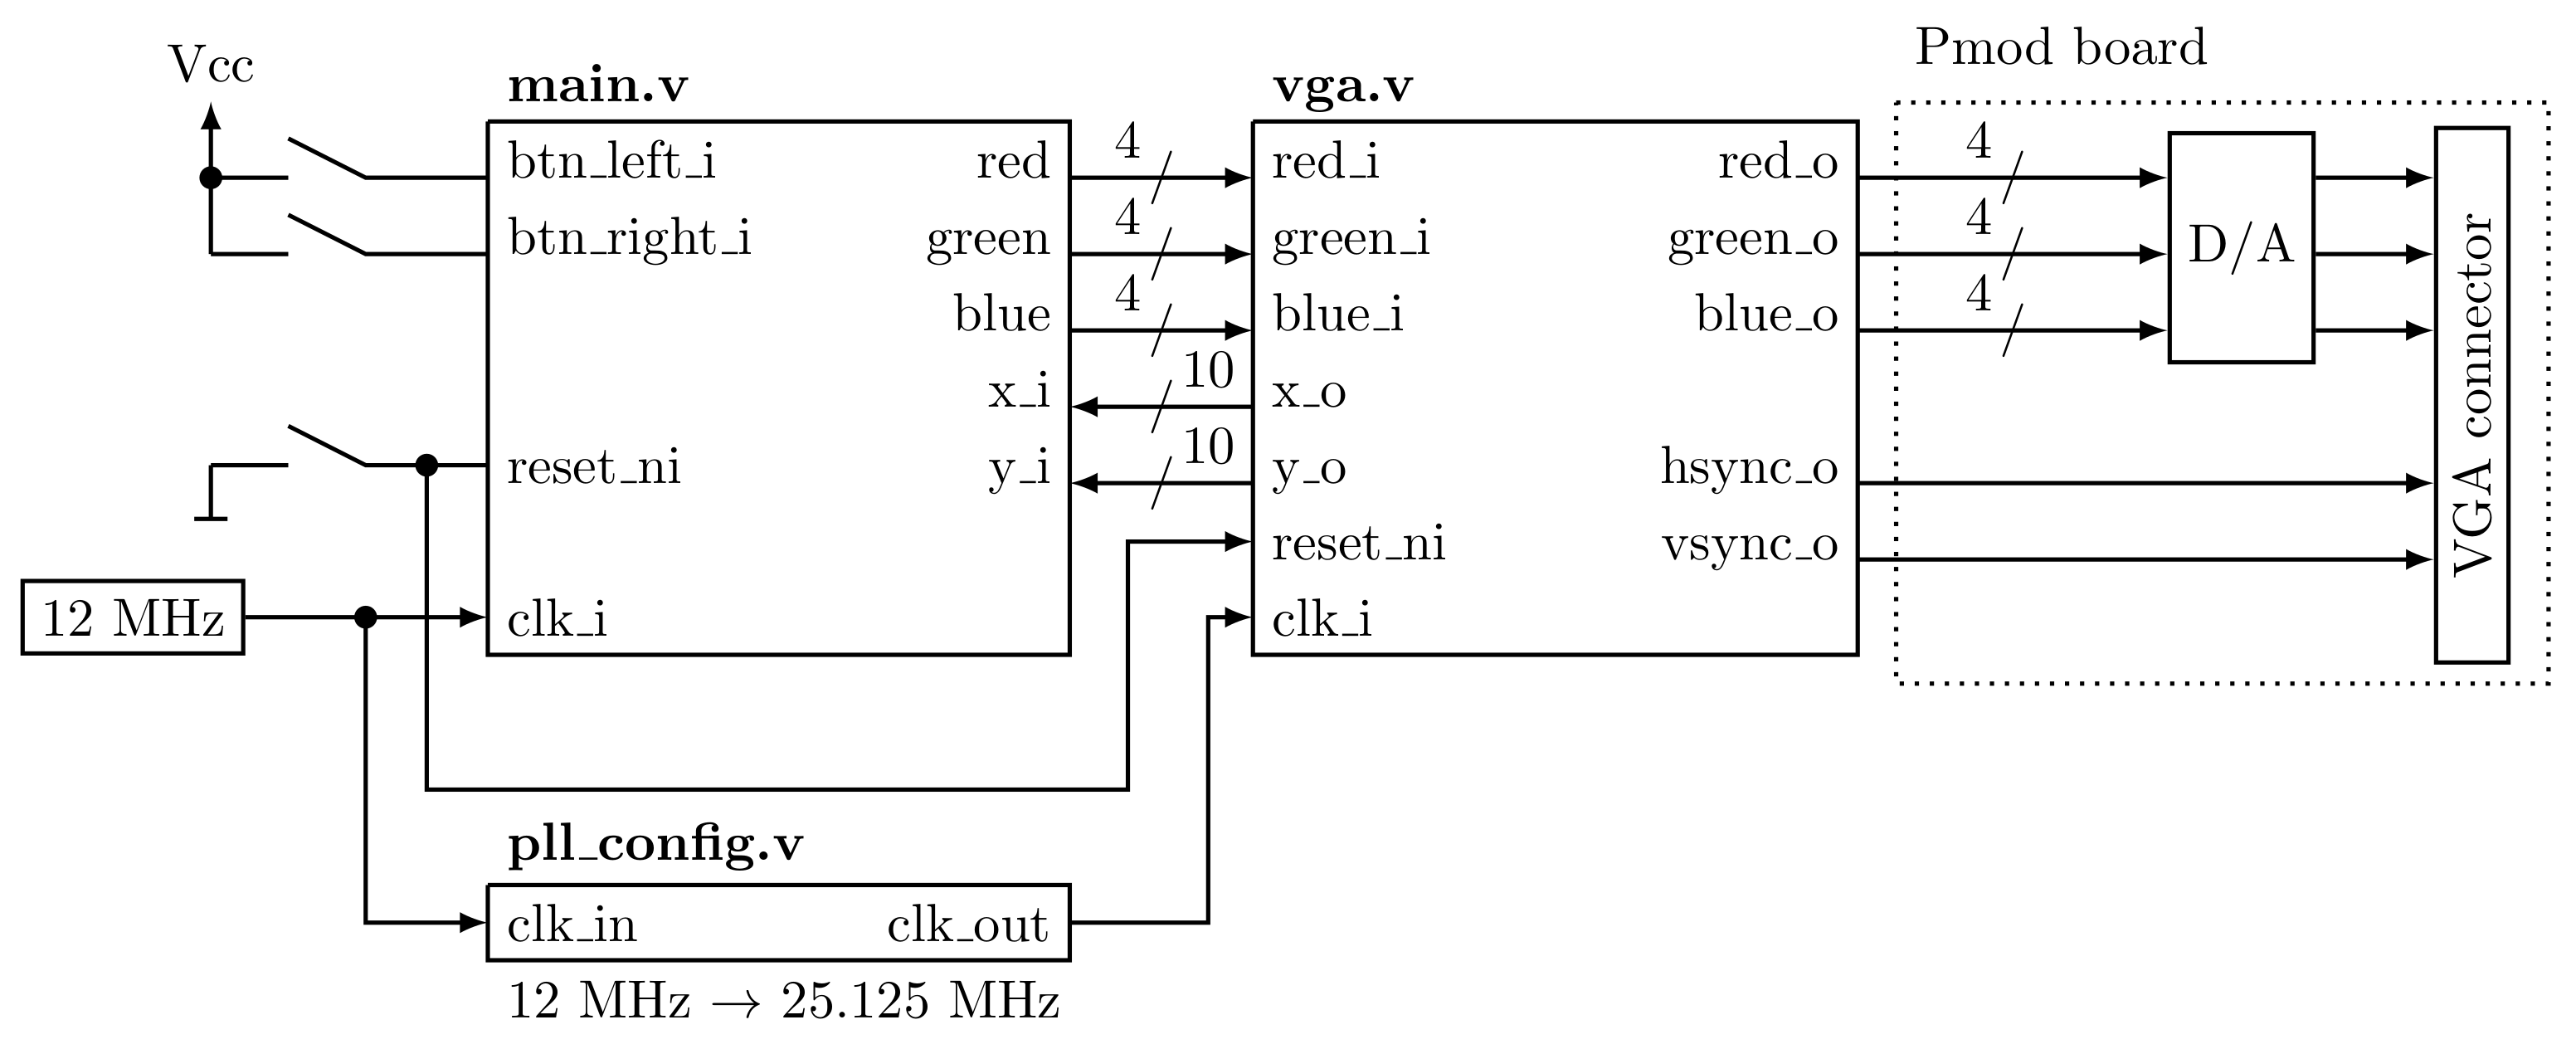 Pmod board
Vcc
main.v
vga.v
btn_left_i
red
4
red_i
red_o
4
btn_right_i
green
4
green_i
green_o
4
D/A
blue
4
blue_i
blue_o
4
x_i
10
x_o
VGA connector
reset_ni
y_i
10
y_o
hsync_o
reset_ni
vsync_o
12 MHz
clk_i
clk_i
pll_config.v
clk_in
clk_out
12 MHz → 25.125 MHz